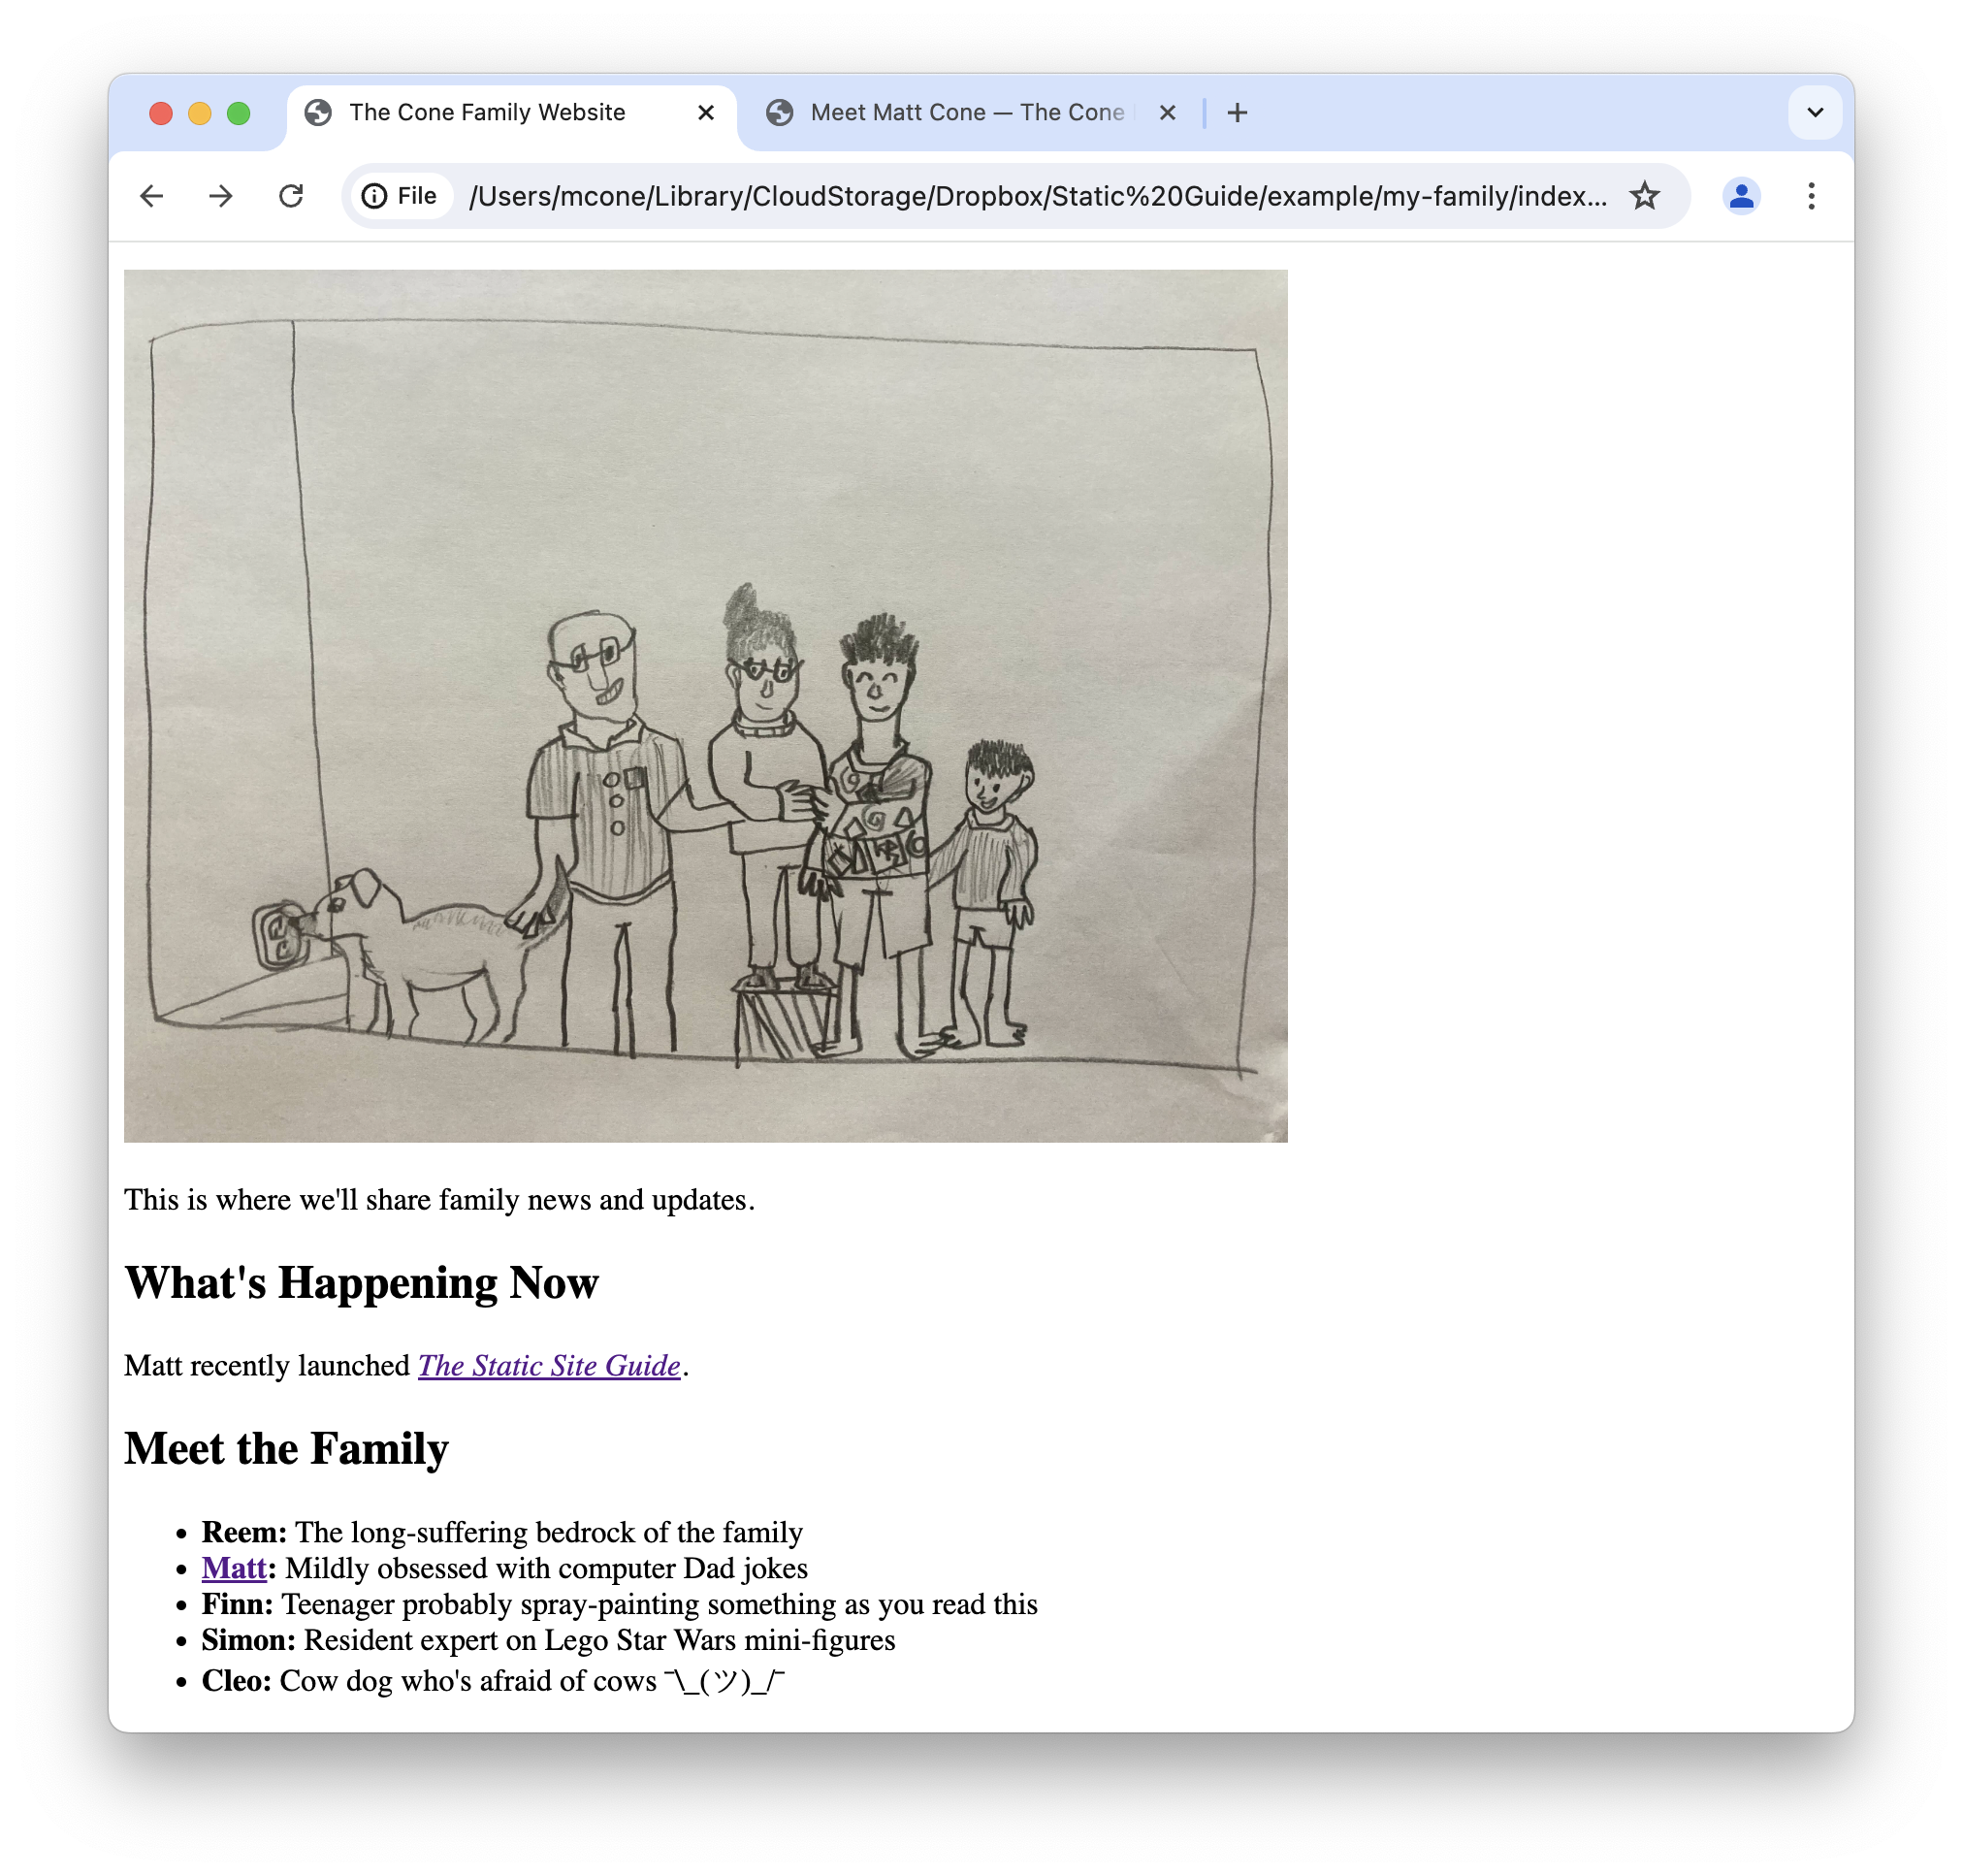 The Cone Family Website
Meet Matt Cone — The Cone
File /Users/mcone/Library/CloudStorage/Dropbox/Static%20Guide/example/my-family/index...
This is where we'll share family news and updates.
What's Happening Now
Matt recently launched The Static Site Guide.
Meet the Family
• Reem: The long-suffering bedrock of the family
• Matt: Mildly obsessed with computer Dad jokes
• Finn: Teenager probably spray-painting something as you read this
• Simon: Resident expert on Lego Star Wars mini-figures
• Cleo: Cow dog who's afraid of cows ¯\_(ツ)_/¯